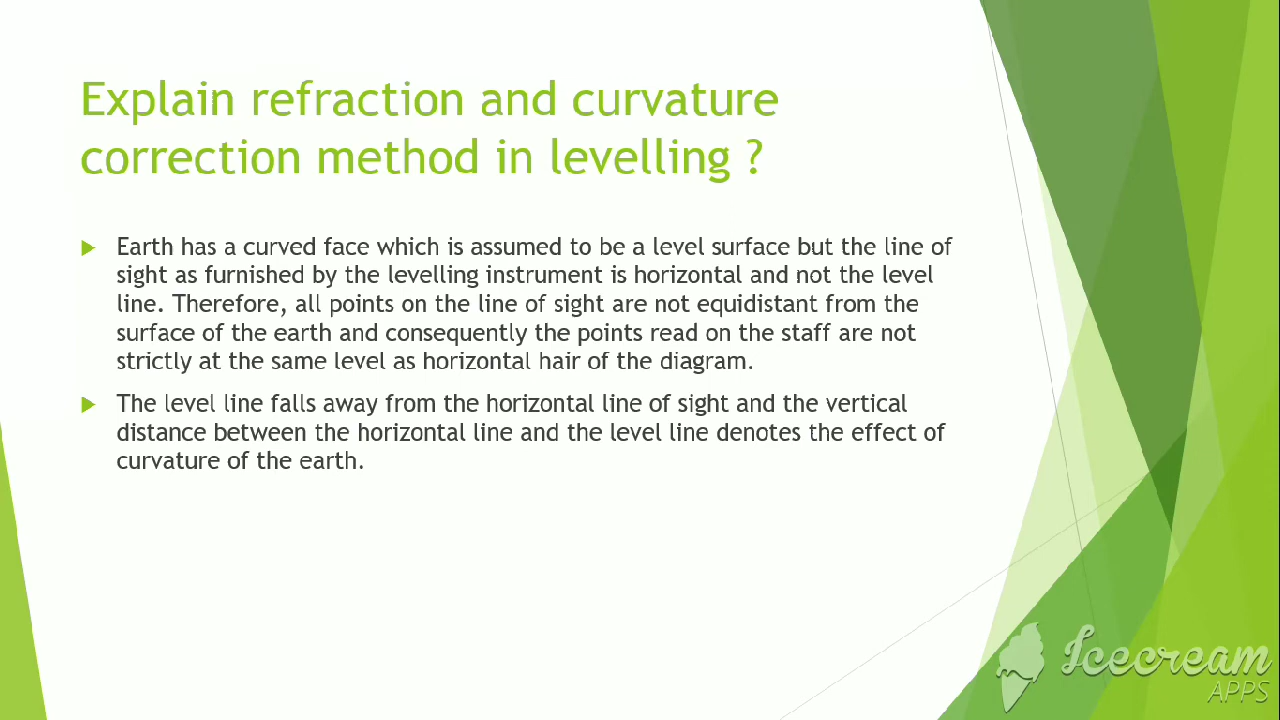 Explain refraction and curvature
correction method in levelling ?
Earth has a curved face which is assumed to be a level surface but the line of
sight as furnished by the levelling instrument is horizontal and not the level
line. Therefore, all points on the line of sight are not equidistant from the
surface of the earth and consequently the points read on the staff are not
strictly at the same level as horizontal hair of the diagram.
The level line falls away from the horizontal line of sight and the vertical
distance between the horizontal line and the level line denotes the effect of
curvature of the earth.
Icecream
APPS